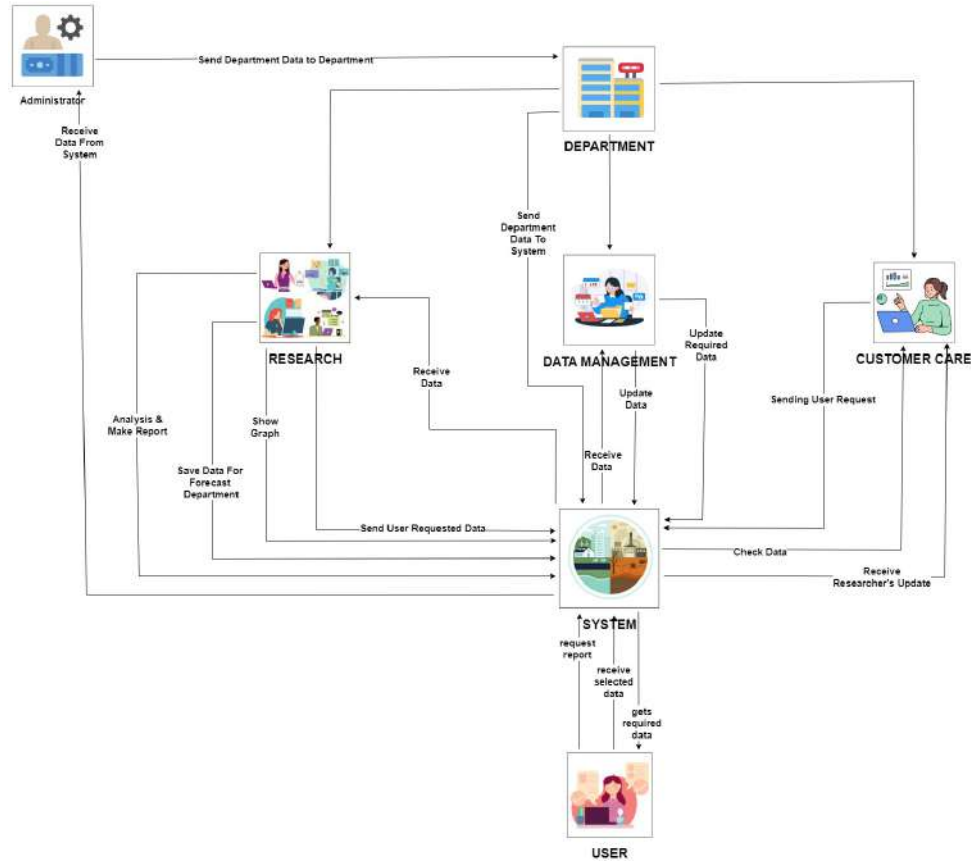 Send Department Data to Department
Administrator
Receive
Data From
System
DEPARTMENT
Send
Department
Data To
System
RESEARCH
DATA MANAGEMENT
CUSTOMER CARE
Update
Required
Data
Receive
Data
Update
Data
Sending User Request
Analysis &
Make Report
Show
Graph
Save Data For
Forecast
Department
Receive
Data
Send User Requested Data
Check Data
Receive
Researcher's Update
SYSTEM
request
report
receive
selected
data
gets
required
data
USER